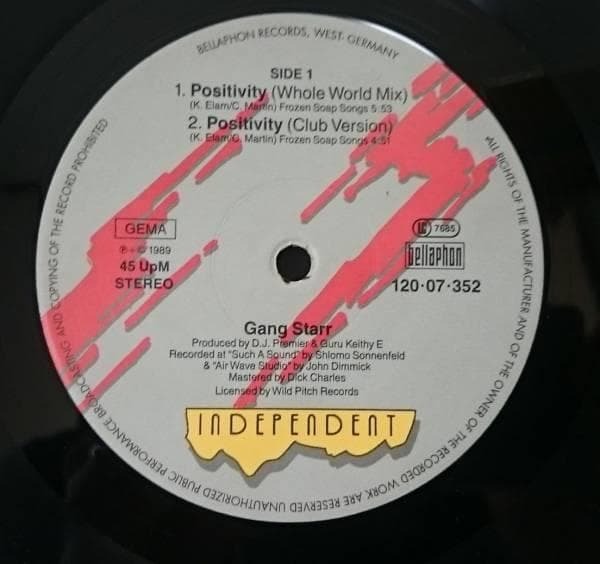 BELLAPHON RECORDS, WEST GERMANY
SIDE 1
1. Positivity (Whole World Mix)
(K. Elam/C. Martin) Frozen Soap Songs 5:53
2. Positivity (Club Version)
(K. Elam/C. Martin) Frozen Soap Songs 4:51
GEMA
℗+© 1989
45 UpM
STEREO
LC 7685
bellaphon
120·07·352
Gang Starr
Produced by D.J. Premier & Guru Keithy E
Recorded at "Such A Sound" by Shlomo Sonnenfeld
& "Air Wave Studio" by John Dimmick
Mastered by Dick Charles
Licensed by Wild Pitch Records
INDEPENDENT
ALL RIGHTS OF THE MANUFACTURER AND OF THE OWNER OF THE RECORDED WORK ARE RESERVED UNAUTHORIZED PUBLIC PERFORMANCE BROADCASTING AND COPYING OF THE RECORD PROHIBITED